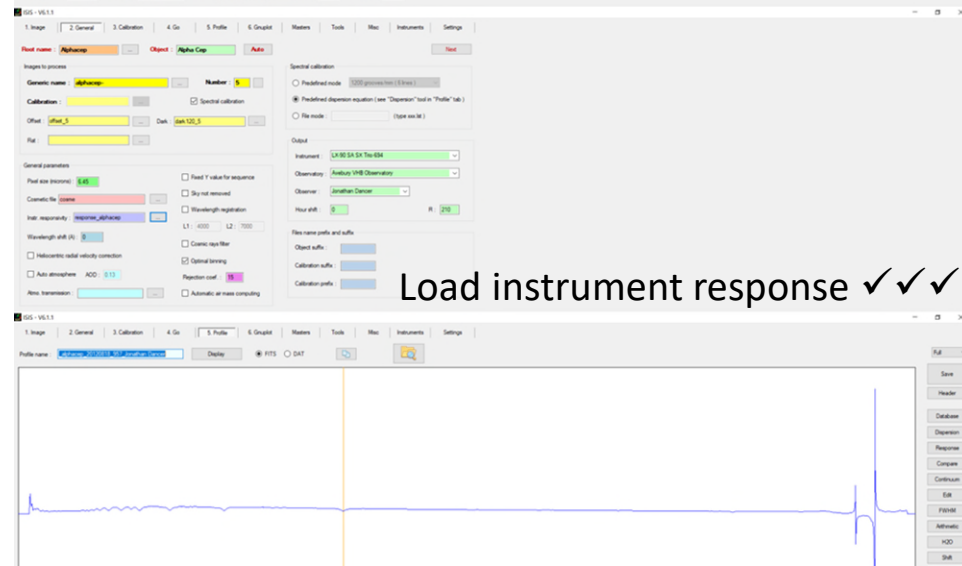 ISIS - V6.1.1
1. Image 2. General 3. Calibration 4. Go 5. Profile 6. Gnuplot Masters Tools Misc Instruments Settings
Root name : Alphacep ... Object : Alpha Cep Auto Next
Images to process
Generic name : alphacep- ... Number : 5
Calibration : ... Spectral calibration
Offset : offset_5 ... Dark : dark120_5 ...
Flat : ...
Spectral calibration
Predefined mode 1200 grooves/mm ( 6 lines )
Predefined dispersion equation ( see "Dispersion" tool in "Profile" tab )
File mode : (type xxx.lst )
Output
Instrument : LX90 SA SX Trio-694
Observatory : Avebury VHB Observatory
Observer : Jonathan Dancer
Hour shift : 0 R : 210
General parameters
Pixel size (microns) : 6.45
Cosmetic file cosme ...
Instr. responsivity : response_alphacep ...
Wavelength shift (A) : 0
Heliocentric radial velocity correction
Auto atmosphere AOD : 0.13
Atmo. transmission : ...
Fixed Y value for sequence
Sky not removed
Wavelength registration
L1 : 4000 L2 : 7000
Cosmic rays filter
Optimal binning
Rejection coef. : 15
Automatic air mass computing
Files name prefix and suffix
Object suffix :
Calibration suffix :
Calibration prefix :
Load instrument response ✓✓✓
ISIS - V6.1.1
1. Image 2. General 3. Calibration 4. Go 5. Profile 6. Gnuplot Masters Tools Misc Instruments Settings
Profile name : Display FITS DAT
Full
Save
Header
Database
Dispersion
Response
Compare
Continuum
Edit
FWHM
Arithmetic
H2O
Shift